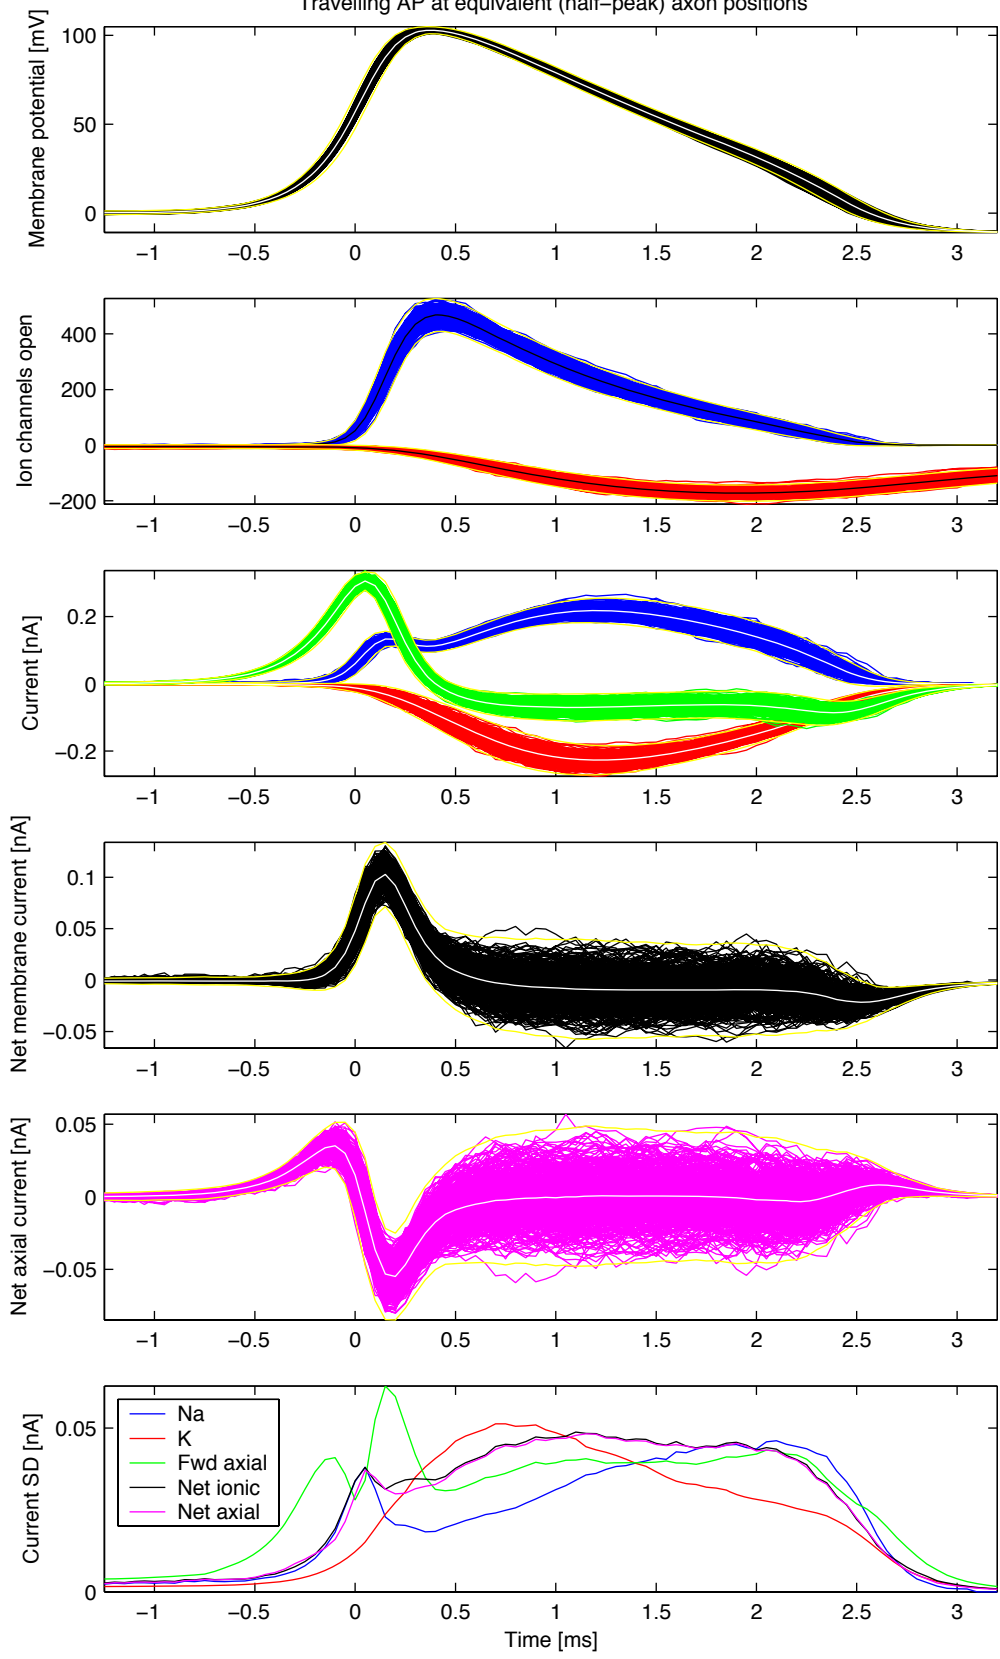 Travelling AP at equivalent (half−peak) axon positions
Membrane potential [mV]
100
50
0
−1 −0.5 0 0.5 1 1.5 2 2.5 3
Ion channels open
400
200
0
−200
−1 −0.5 0 0.5 1 1.5 2 2.5 3
Current [nA]
0.2
0
−0.2
−1 −0.5 0 0.5 1 1.5 2 2.5 3
Net membrane current [nA]
0.1
0.05
0
−0.05
−1 −0.5 0 0.5 1 1.5 2 2.5 3
Net axial current [nA]
0.05
0
−0.05
−1 −0.5 0 0.5 1 1.5 2 2.5 3
Current SD [nA]
0.05
0
Na
K
Fwd axial
Net ionic
Net axial
−1 −0.5 0 0.5 1 1.5 2 2.5 3
Time [ms]